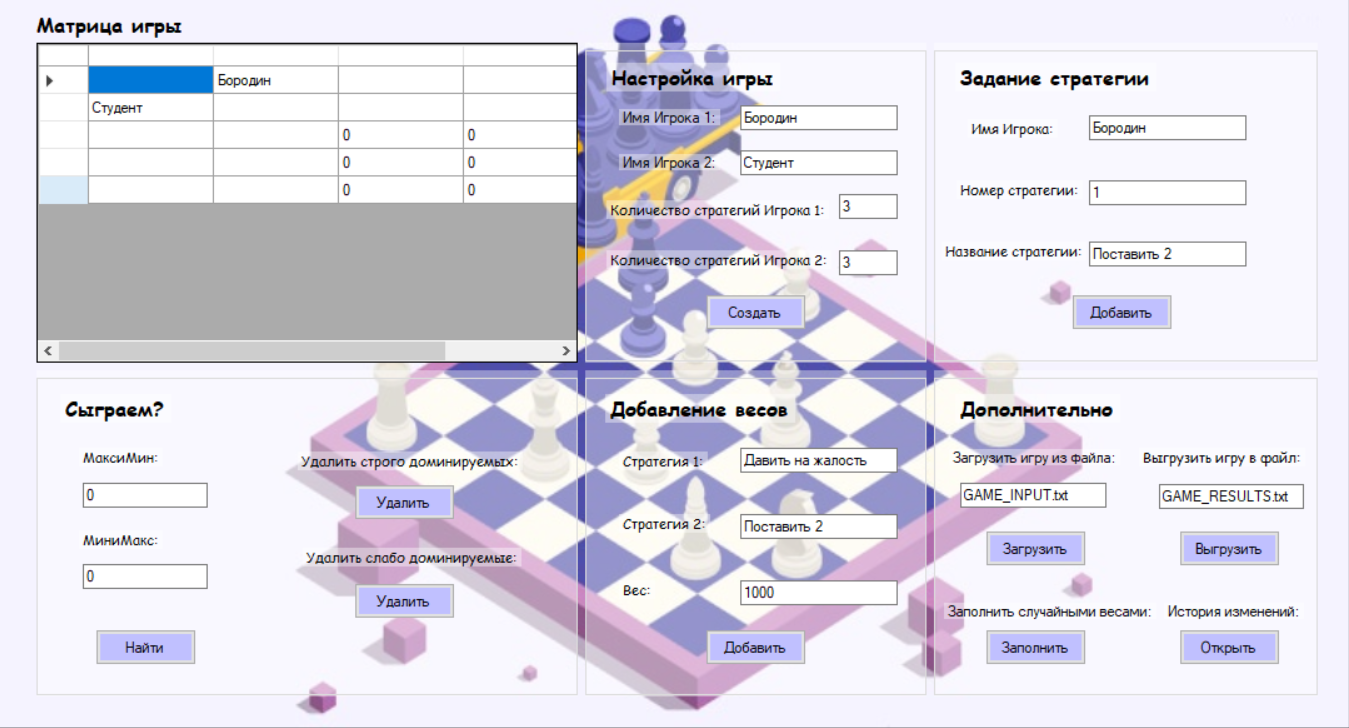 Матрица игры
Бородин
Студент
0 0
0 0
0 0
Настройка игры
Имя Игрока 1: Бородин
Имя Игрока 2: Студент
Количество стратегий Игрока 1: 3
Количество стратегий Игрока 2: 3
Создать
Задание стратегии
Имя Игрока: Бородин
Номер стратегии: 1
Название стратегии: Поставить 2
Добавить
Сыграем?
МаксиМин:
0
МиниМакс:
0
Найти
Удалить строго доминируемых:
Удалить
Удалить слабо доминируемые:
Удалить
Добавление весов
Стратегия 1: Давить на жалость
Стратегия 2: Поставить 2
Вес: 1000
Добавить
Дополнительно
Загрузить игру из файла: Выгрузить игру в файл:
GAME_INPUT.txt GAME_RESULTS.txt
Загрузить Выгрузить
Заполнить случайными весами: История изменений:
Заполнить Открыть